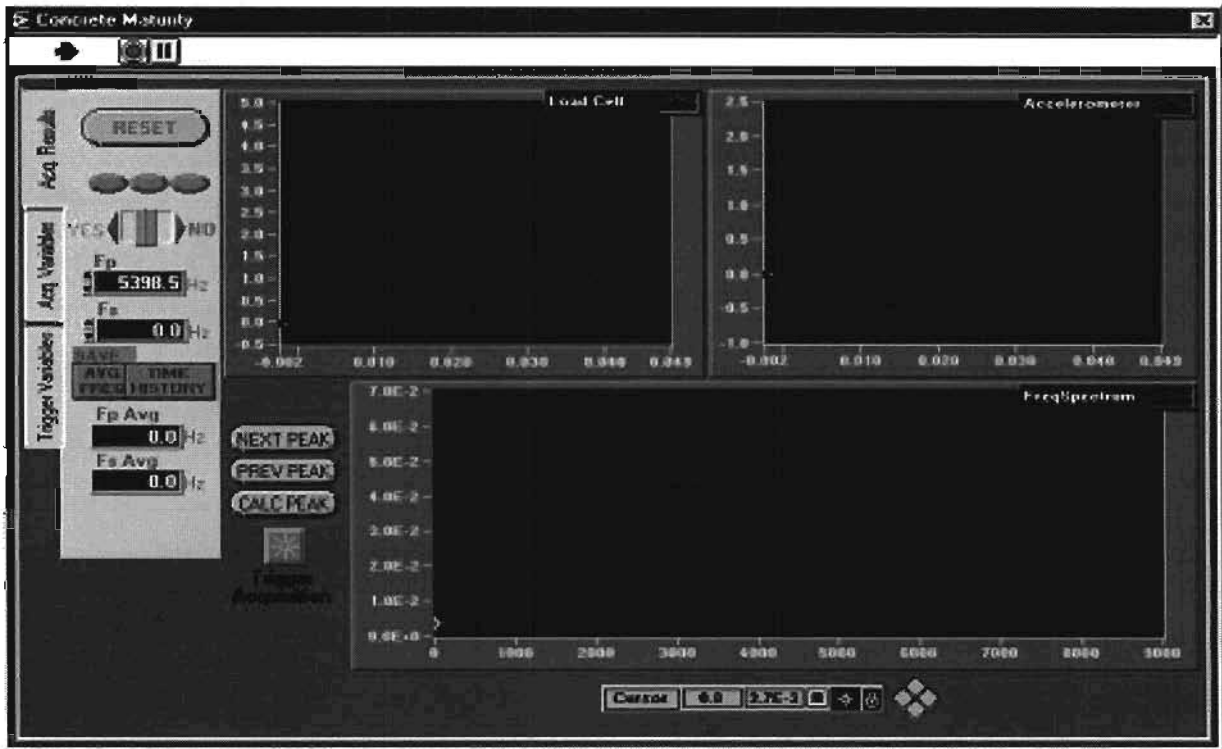 Concrete Maturity
Acq. Results
Acq. Variables
Trigger Variables
RESET
YES NO
Fp
5398.5 Hz
Fs
0.0 Hz
SAVE
AVG TIME
FREQ HISTORY
Fp Avg
0.0 Hz
Fs Avg
0.0 Hz
Load Cell
5.0
4.5
4.0
3.5
3.0
2.5
2.0
1.5
1.0
0.5
0.0
-0.5
-0.002 0.010 0.020 0.030 0.040 0.049
Accelerometer
2.5
2.0
1.5
1.0
0.5
0.0
-0.5
-1.0
-0.002 0.010 0.020 0.030 0.040 0.049
NEXT PEAK
PREV PEAK
CALC PEAK
Trigger
Acquisition
FreqSpectrum
7.0E-2
6.0E-2
5.0E-2
4.0E-2
3.0E-2
2.0E-2
1.0E-2
0.0E+0
0 1000 2000 3000 4000 5000 6000 7000 8000 9000
Cursor 0.0 3.7E-3